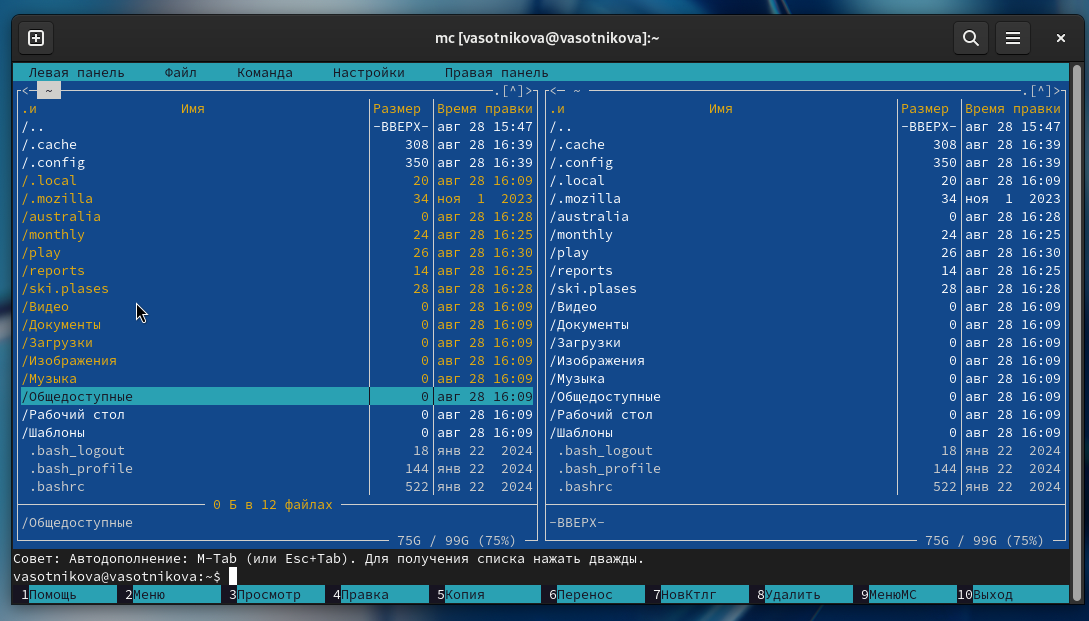 mc [vasotnikova@vasotnikova]:~
Левая панель Файл Команда Настройки Правая панель
<- ~ .[^]> <- ~ .[^]>
.и Имя Размер Время правки .и Имя Размер Время правки
/.. -ВВЕРХ- авг 28 15:47 /.. -ВВЕРХ- авг 28 15:47
/.cache 308 авг 28 16:39 /.cache 308 авг 28 16:39
/.config 350 авг 28 16:39 /.config 350 авг 28 16:39
/.local 20 авг 28 16:09 /.local 20 авг 28 16:09
/.mozilla 34 ноя 1 2023 /.mozilla 34 ноя 1 2023
/australia 0 авг 28 16:28 /australia 0 авг 28 16:28
/monthly 24 авг 28 16:25 /monthly 24 авг 28 16:25
/play 26 авг 28 16:30 /play 26 авг 28 16:30
/reports 14 авг 28 16:25 /reports 14 авг 28 16:25
/ski.plases 28 авг 28 16:28 /ski.plases 28 авг 28 16:28
/Видео 0 авг 28 16:09 /Видео 0 авг 28 16:09
/Документы 0 авг 28 16:09 /Документы 0 авг 28 16:09
/Загрузки 0 авг 28 16:09 /Загрузки 0 авг 28 16:09
/Изображения 0 авг 28 16:09 /Изображения 0 авг 28 16:09
/Музыка 0 авг 28 16:09 /Музыка 0 авг 28 16:09
/Общедоступные 0 авг 28 16:09 /Общедоступные 0 авг 28 16:09
/Рабочий стол 0 авг 28 16:09 /Рабочий стол 0 авг 28 16:09
/Шаблоны 0 авг 28 16:09 /Шаблоны 0 авг 28 16:09
.bash_logout 18 янв 22 2024 .bash_logout 18 янв 22 2024
.bash_profile 144 янв 22 2024 .bash_profile 144 янв 22 2024
.bashrc 522 янв 22 2024 .bashrc 522 янв 22 2024
0 Б в 12 файлах
/Общедоступные -ВВЕРХ-
75G / 99G (75%) 75G / 99G (75%)
Совет: Автодополнение: M-Tab (или Esc+Tab). Для получения списка нажать дважды.
vasotnikova@vasotnikova:~$
1Помощь 2Меню 3Просмотр 4Правка 5Копия 6Перенос 7НовКтлг 8Удалить 9МенюMC 10Выход